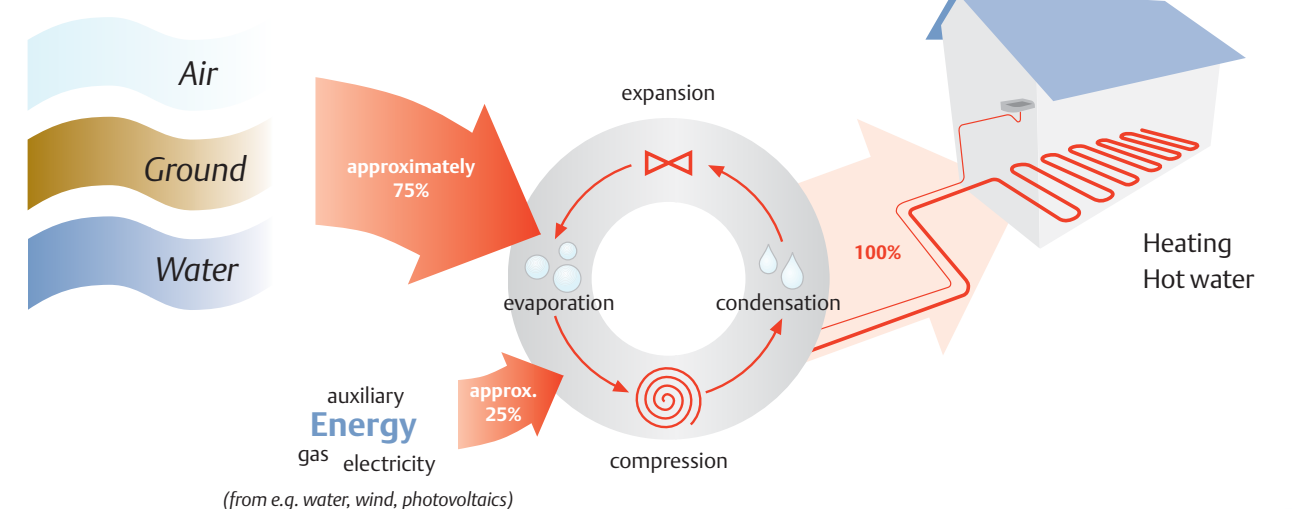 Air
Ground
Water
approximately
75%
expansion
evaporation
condensation
compression
100%
Heating
Hot water
auxiliary
Energy
gas
electricity
(from e.g. water, wind, photovoltaics)
approx.
25%